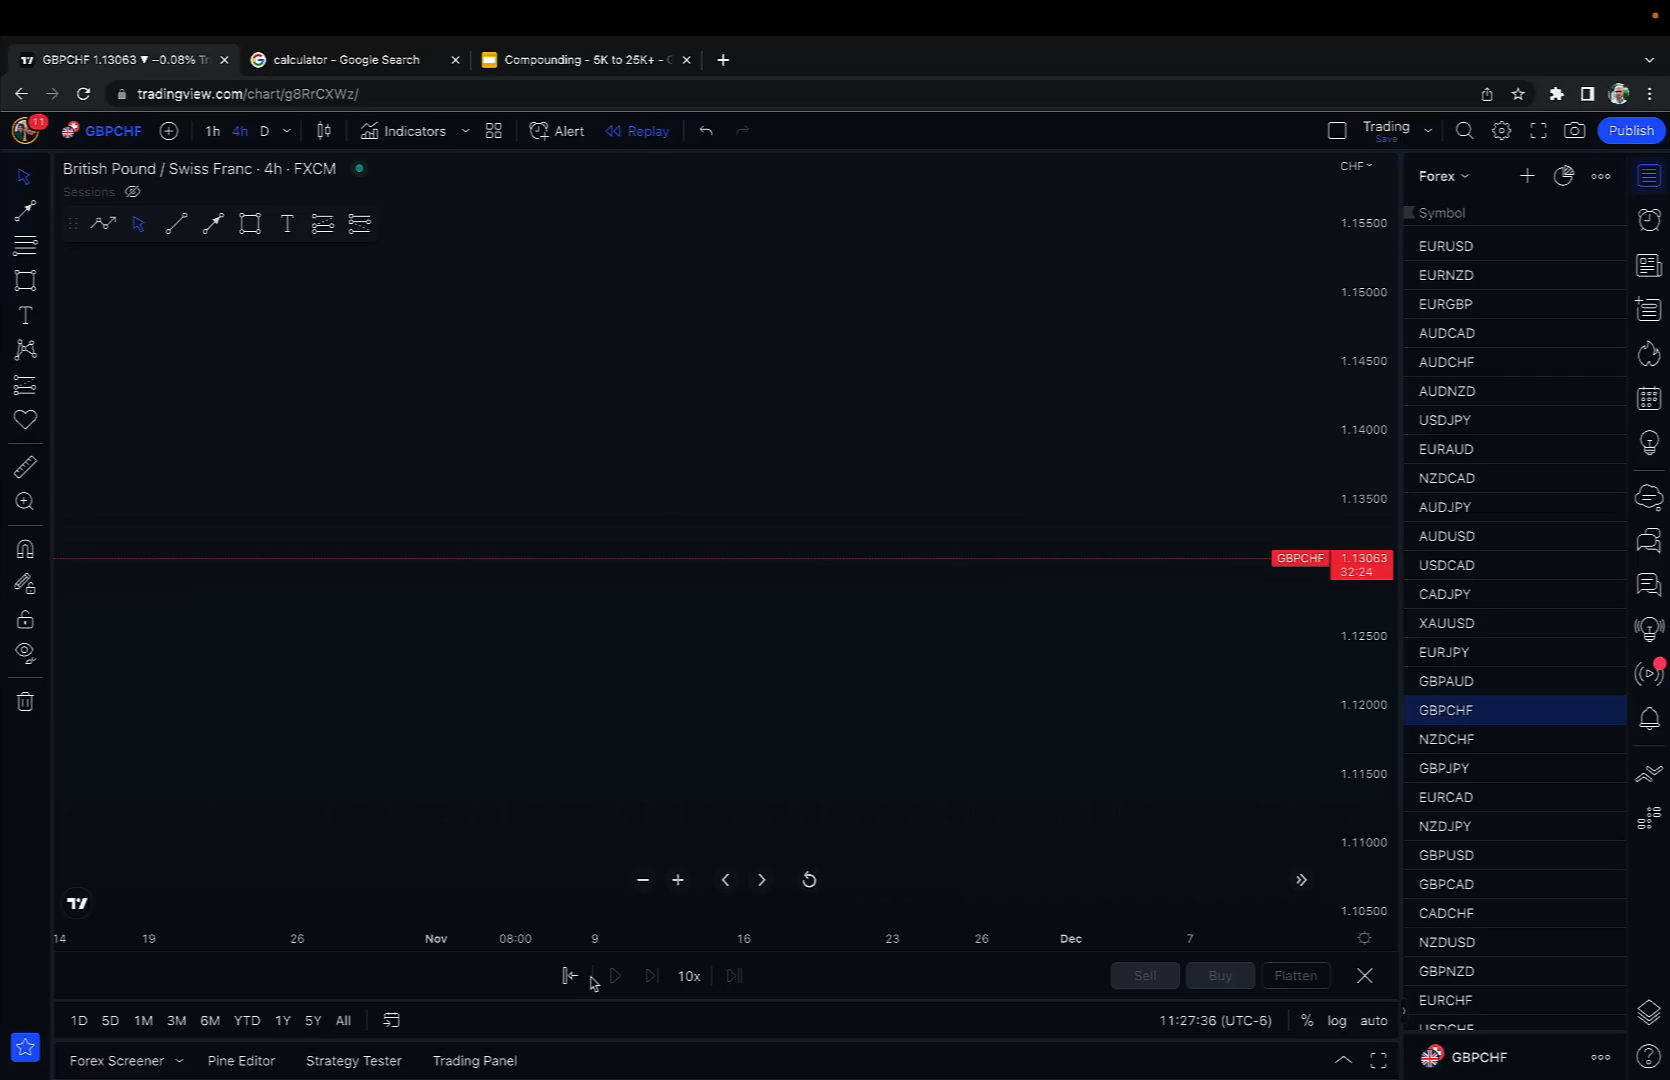 GBPCHF 1.13063 ▼ −0.08% Tr
calculator - Google Search
Compounding - 5K to 25K+ - G
tradingview.com/chart/g8RrCXWz/
11
GBPCHF
1h
4h
D
Indicators
Alert
Replay
Trading
Save
Publish
British Pound / Swiss Franc · 4h · FXCM
CHF
Sessions
T
T
1.15500
1.15000
1.14500
1.14000
1.13500
GBPCHF
1.13063
32:24
1.12500
1.12000
1.11500
1.11000
1.10500
14
19
26
Nov
08:00
9
16
23
26
Dec
7
10x
Sell
Buy
Flatten
1D
5D
1M
3M
6M
YTD
1Y
5Y
All
11:27:36 (UTC-6)
%
log
auto
Forex Screener
Pine Editor
Strategy Tester
Trading Panel
Forex
Symbol
EURUSD
EURNZD
EURGBP
AUDCAD
AUDCHF
AUDNZD
USDJPY
EURAUD
NZDCAD
AUDJPY
AUDUSD
USDCAD
CADJPY
XAUUSD
EURJPY
GBPAUD
GBPCHF
NZDCHF
GBPJPY
EURCAD
NZDJPY
GBPUSD
GBPCAD
CADCHF
NZDUSD
GBPNZD
EURCHF
USDCHF
GBPCHF